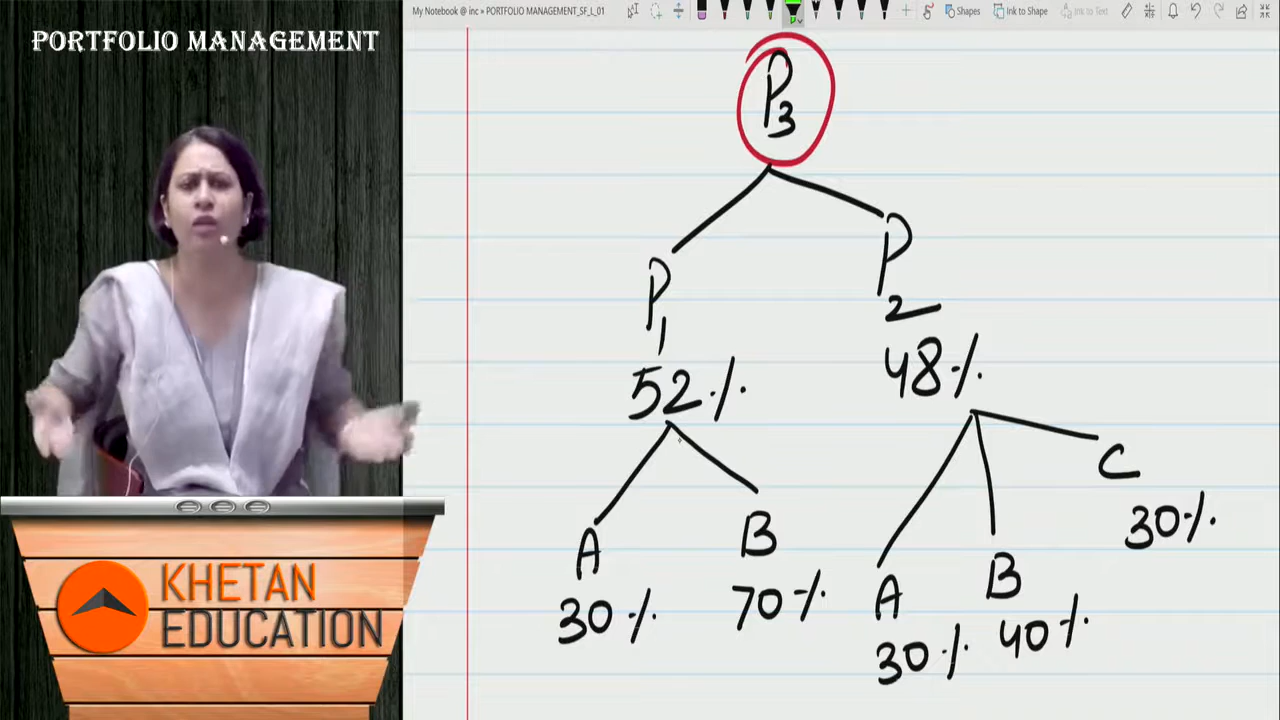 My Notebook @ inc » PORTFOLIO MANAGEMENT_SF_L_01
Shapes
Ink to Shape
Ink to Text
PORTFOLIO MANAGEMENT
P3
P1
P2
52%
48%
A
B
C
30%
70%
A
B
30%
30%
40%
KHETAN
EDUCATION